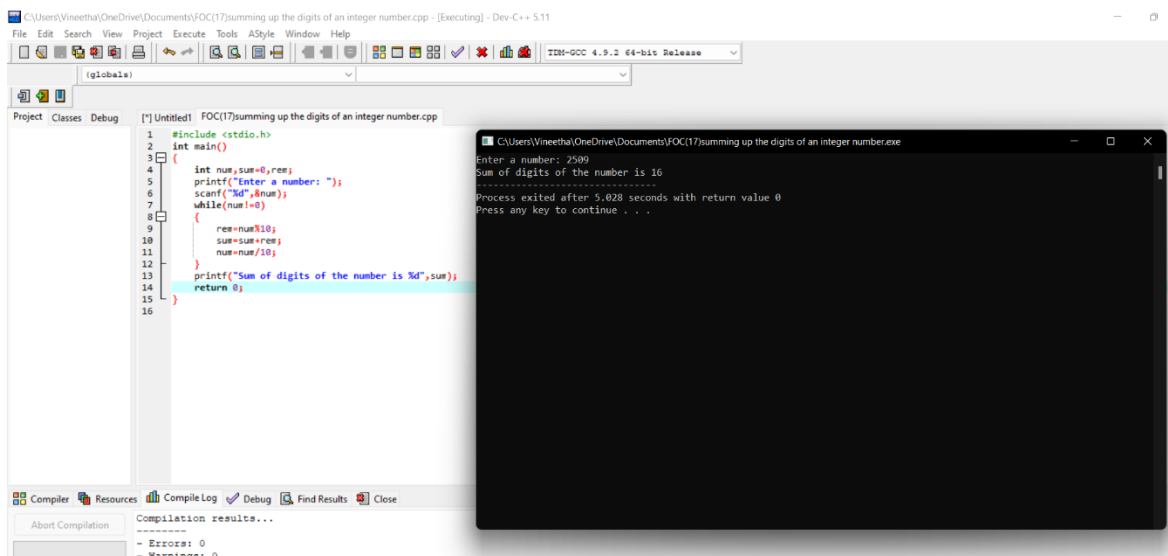 C:\Users\Vineetha\OneDrive\Documents\FOC(17)summing up the digits of an integer number.cpp - [Executing] - Dev-C++ 5.11
File Edit Search View Project Execute Tools AStyle Window Help
TDM-GCC 4.9.2 64-bit Release
(globals)
Project Classes Debug
[*] Untitled1 FOC(17)summing up the digits of an integer number.cpp
1 #include <stdio.h>
2 int main()
3 {
4 int num,sum=0,rem;
5 printf("Enter a number: ");
6 scanf("%d",&num);
7 while(num!=0)
8 {
9 rem=num%10;
10 sum=sum+rem;
11 num=num/10;
12 }
13 printf("Sum of digits of the number is %d",sum);
14 return 0;
15 }
16
C:\Users\Vineetha\OneDrive\Documents\FOC(17)summing up the digits of an integer number.exe
Enter a number: 2509
Sum of digits of the number is 16
--------------------------------
Process exited after 5.028 seconds with return value 0
Press any key to continue . . .
Compiler Resources Compile Log Debug Find Results Close
Abort Compilation
Compilation results...
--------
- Errors: 0
- Warnings: 0